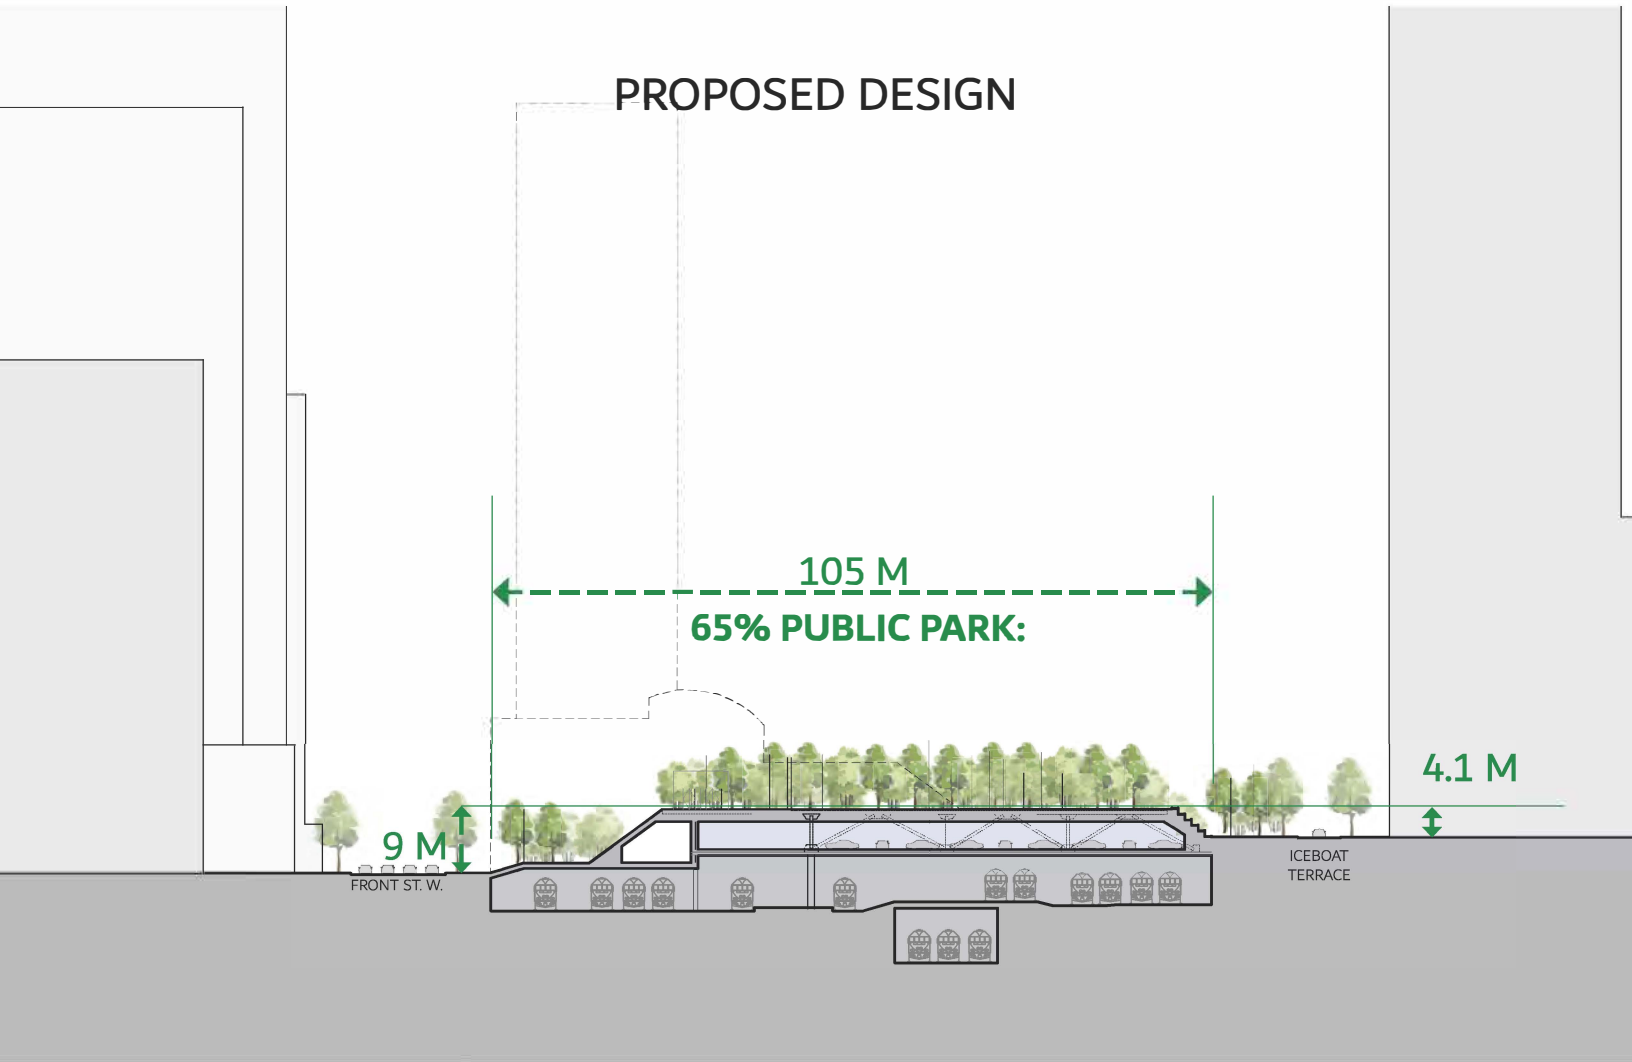 PROPOSED DESIGN
105 M
65% PUBLIC PARK:
4.1 M
9 M
FRONT ST. W.
ICEBOAT
TERRACE